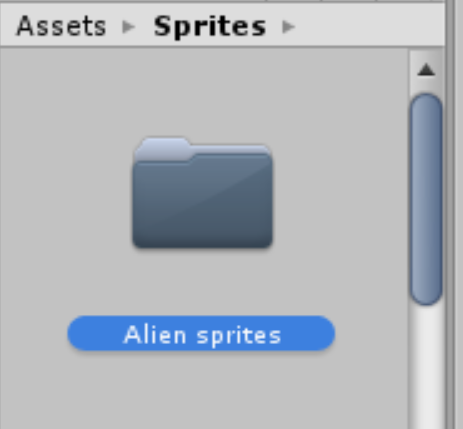 Assets ▸ Sprites ▸
Alien sprites